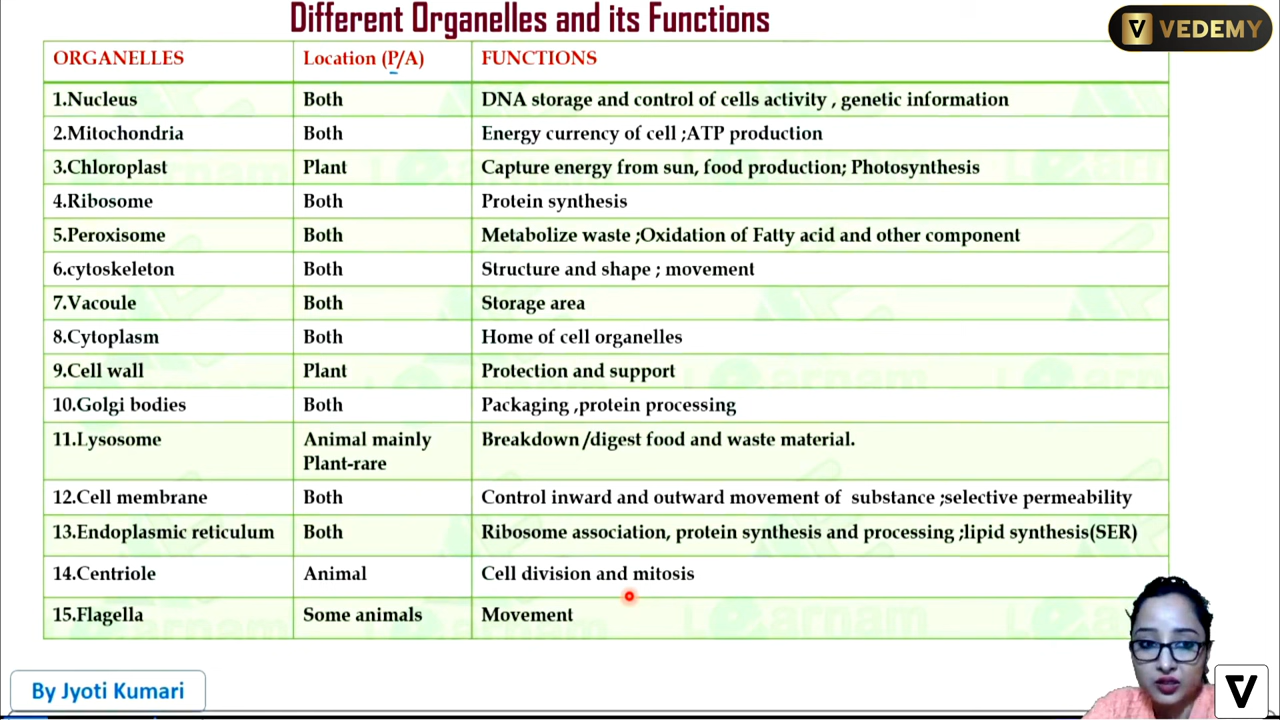 Different Organelles and its Functions
VEDEMY
ORGANELLES Location (P/A) FUNCTIONS
1.Nucleus Both DNA storage and control of cells activity , genetic information
2.Mitochondria Both Energy currency of cell ;ATP production
3.Chloroplast Plant Capture energy from sun, food production; Photosynthesis
4.Ribosome Both Protein synthesis
5.Peroxisome Both Metabolize waste ;Oxidation of Fatty acid and other component
6.cytoskeleton Both Structure and shape ; movement
7.Vacoule Both Storage area
8.Cytoplasm Both Home of cell organelles
9.Cell wall Plant Protection and support
10.Golgi bodies Both Packaging ,protein processing
11.Lysosome Animal mainly Breakdown/digest food and waste material.
Plant-rare
12.Cell membrane Both Control inward and outward movement of substance ;selective permeability
13.Endoplasmic reticulum Both Ribosome association, protein synthesis and processing ;lipid synthesis(SER)
14.Centriole Animal Cell division and mitosis
15.Flagella Some animals Movement
By Jyoti Kumari